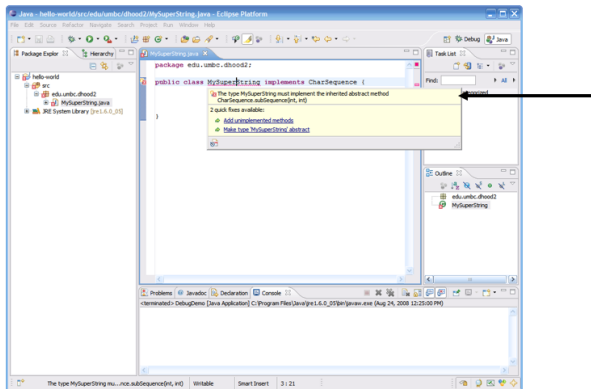 Java - hello-world/src/edu/umbc/dhood2/MySuperString.java - Eclipse Platform
File Edit Source Refactor Navigate Search Project Run Window Help
Debug Java
Package Explor Hierarchy
MySuperString.java
Task List
package edu.umbc.dhood2;
hello-world
src
edu.umbc.dhood2
MySuperString.java
JRE System Library [jre1.6.0_05]
public class MySuperString implements CharSequence {
Find: All
The type MySuperString must implement the inherited abstract method
CharSequence.subSequence(int, int)
2 quick fixes available:
Add unimplemented methods
Make type 'MySuperString' abstract
}
Outline
edu.umbc.dhood2
MySuperString
Problems Javadoc Declaration Console
<terminated> DebugDemo [Java Application] C:\Program Files\Java\jre1.6.0_05\bin\javaw.exe (Aug 24, 2008 12:25:00 PM)
The type MySuperString mu...nce.subSequence(int, int) Writable Smart Insert 3 : 21